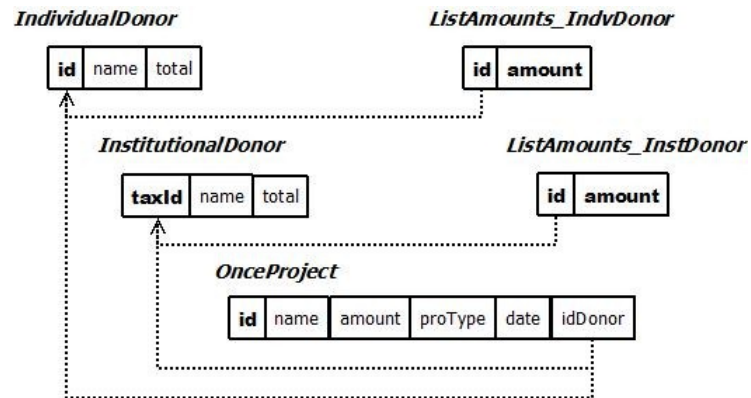 IndividualDonor ListAmounts_IndvDonor
id name total id amount
InstitutionalDonor ListAmounts_InstDonor
taxId name total id amount
OnceProject
id name amount proType date idDonor